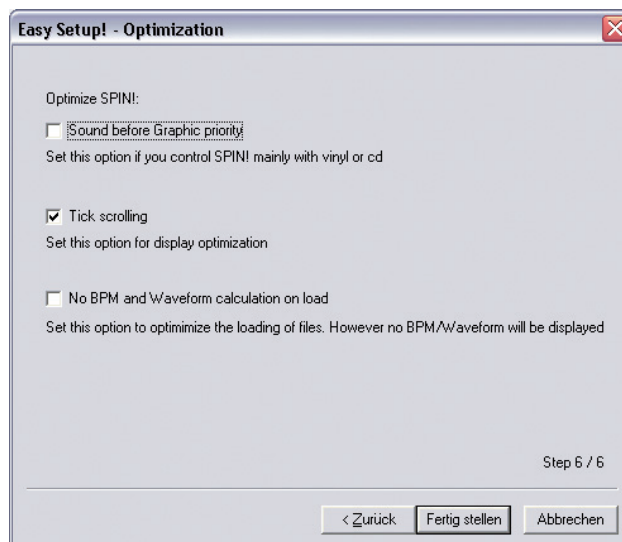 Easy Setup! - Optimization
Optimize SPIN!:
Sound before Graphic priority
Set this option if you control SPIN! mainly with vinyl or cd
Tick scrolling
Set this option for display optimization
No BPM and Waveform calculation on load
Set this option to optimimize the loading of files. However no BPM/Waveform will be displayed
Step 6 / 6
< Zurück Fertig stellen Abbrechen